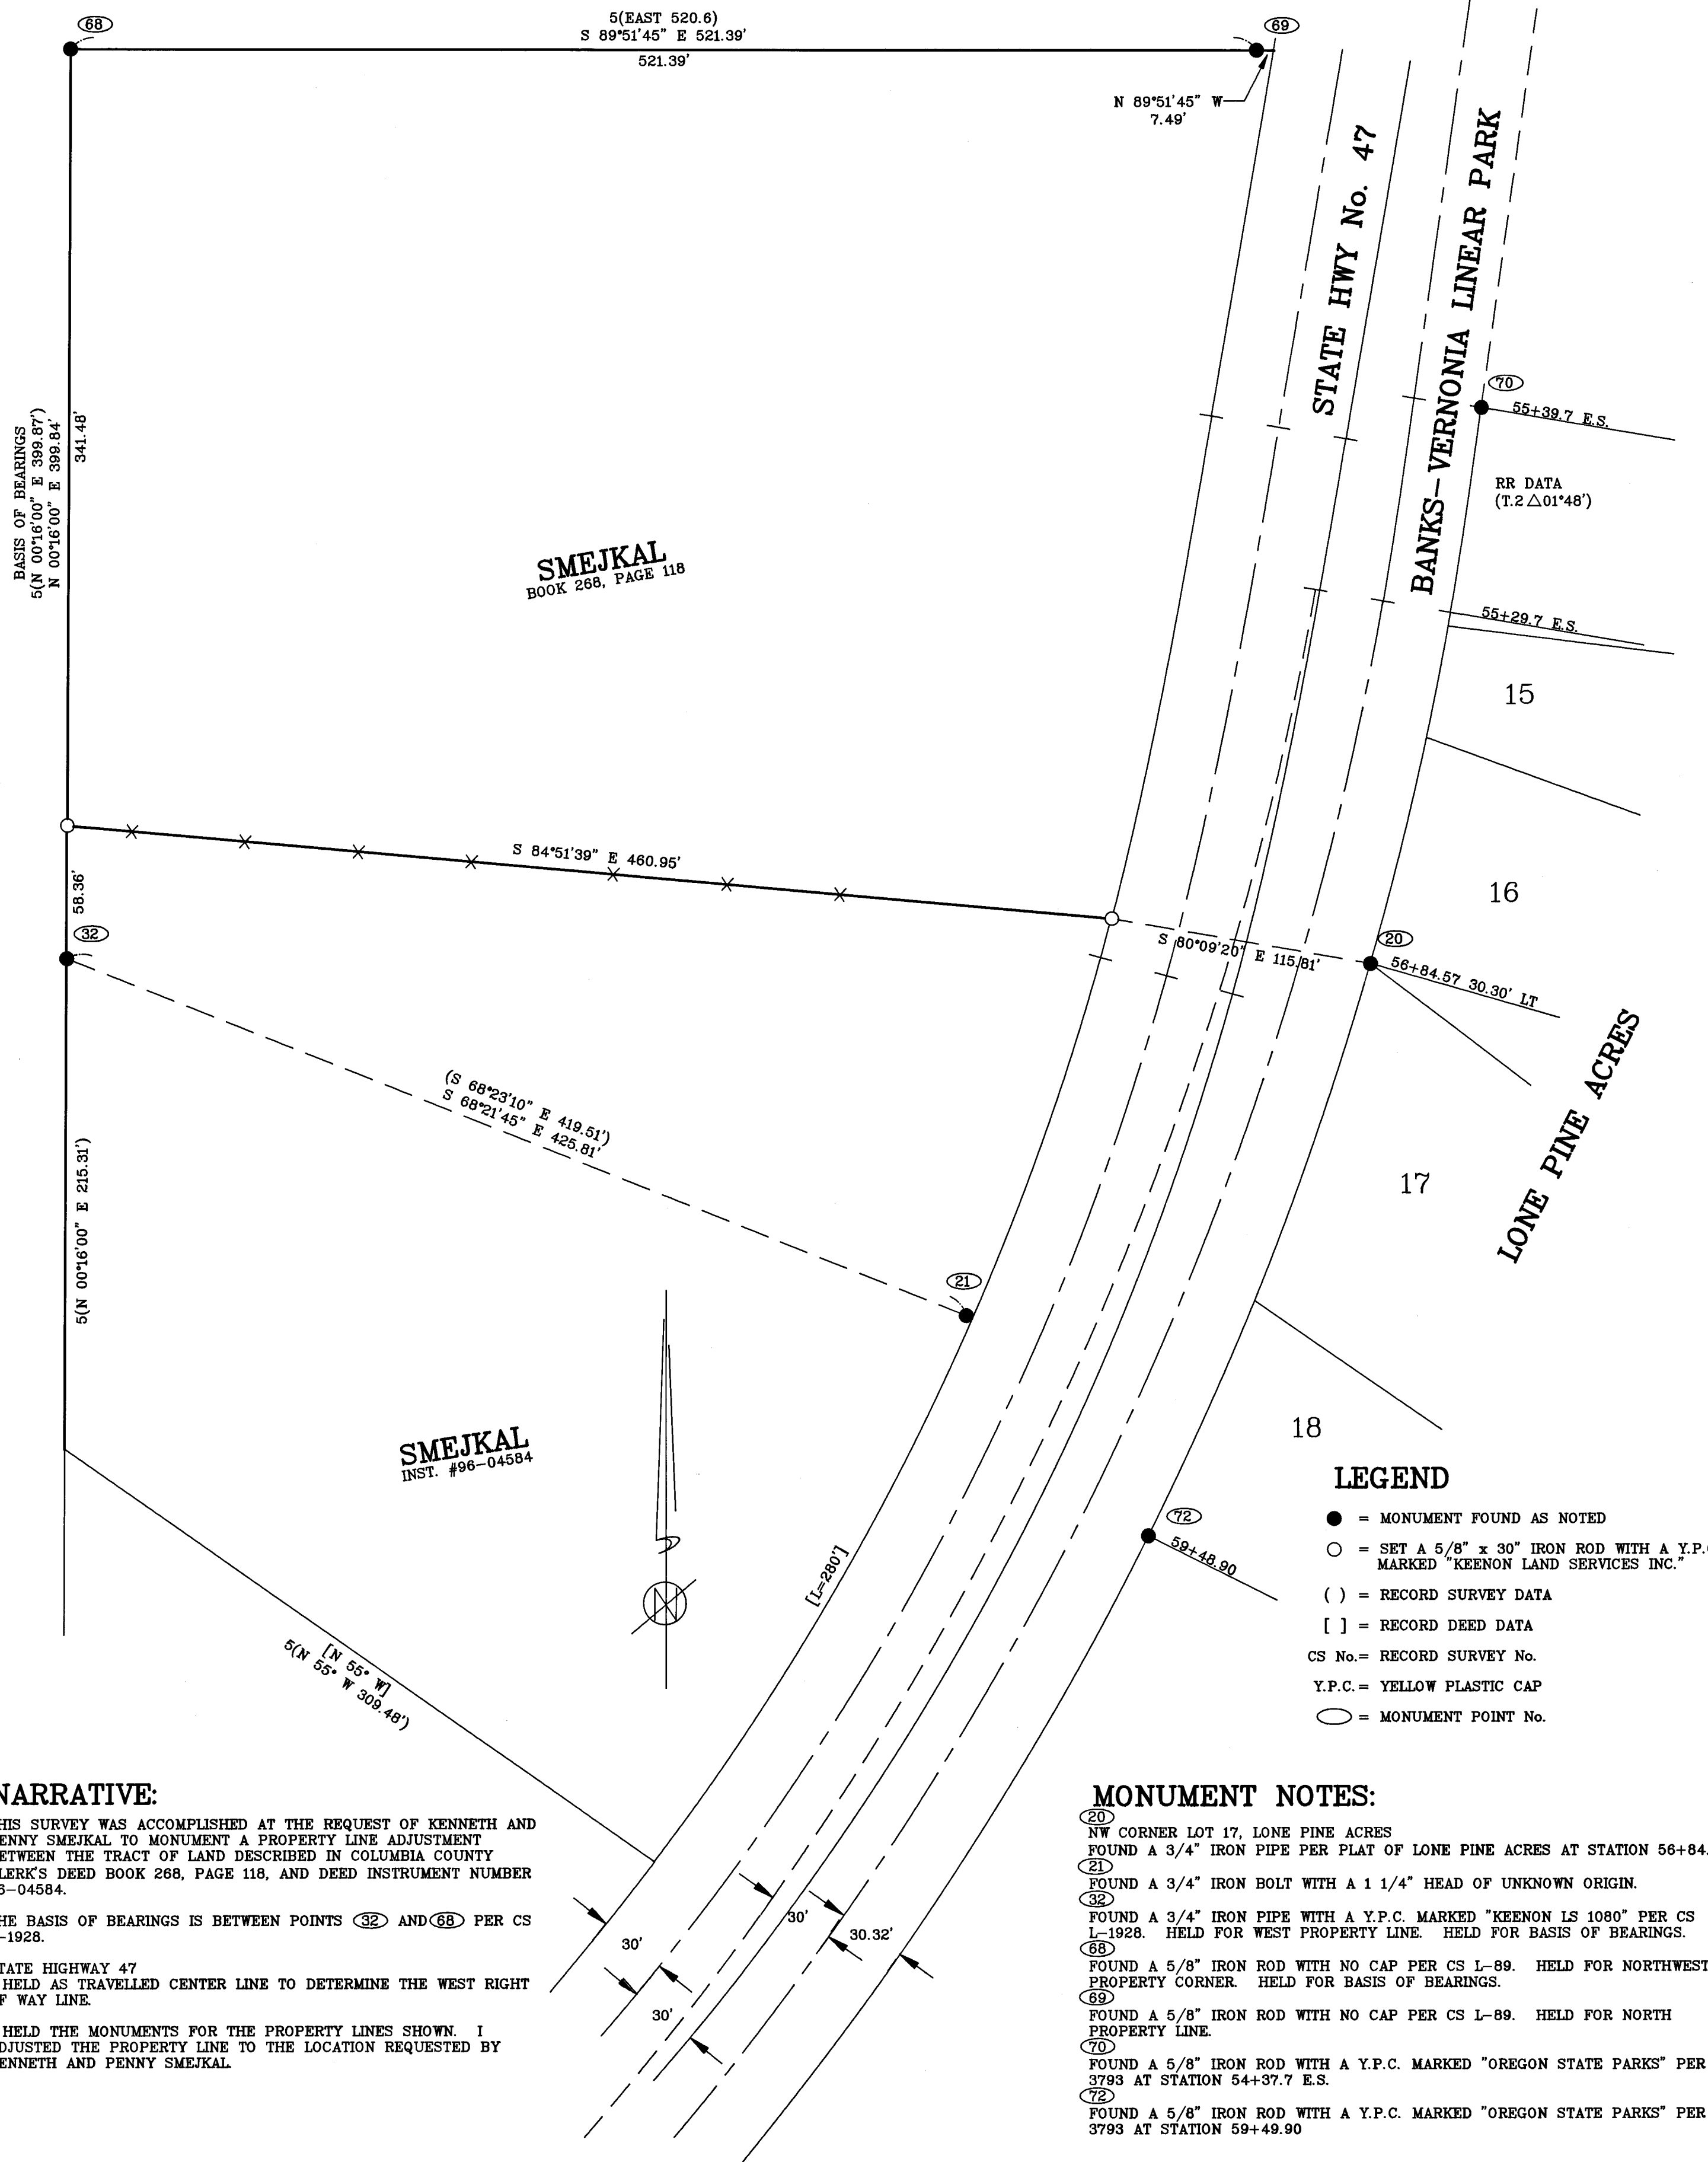 68
5(EAST 520.6)
S 89°51'45" E 521.39'
521.39'
69
N 89°51'45" W
7.49'
STATE HWY No. 47
BANKS-VERNONIA LINEAR PARK
70
55+39.7 E.S.
RR DATA
(T.2 △01°48')
55+29.7 E.S.
15
BASIS OF BEARINGS
5(N 00°16'00" E 399.87')
N 00°16'00" E 399.84'
341.48'
SMEJKAL
BOOK 268, PAGE 118
S 84°51'39" E 460.95'
58.36'
32
16
S 80°09'20" E 115.81'
20
56+84.57 30.30' LT
LONE PINE ACRES
(S 68°23'10" E 419.51')
S 68°21'45" E 425.81'
17
5(N 00°16'00" E 215.31')
21
SMEJKAL
INST. #96-04584
N
[L=280']
18
72
59+48.90
[N 55° W]
5(N 55° W 309.48')
30'
30'
30'
30.32'
LEGEND
= MONUMENT FOUND AS NOTED
= SET A 5/8" x 30" IRON ROD WITH A Y.P.
MARKED "KEENON LAND SERVICES INC."
( ) = RECORD SURVEY DATA
[ ] = RECORD DEED DATA
CS No.= RECORD SURVEY No.
Y.P.C.= YELLOW PLASTIC CAP
= MONUMENT POINT No.
NARRATIVE:
HIS SURVEY WAS ACCOMPLISHED AT THE REQUEST OF KENNETH AND
ENNY SMEJKAL TO MONUMENT A PROPERTY LINE ADJUSTMENT
ETWEEN THE TRACT OF LAND DESCRIBED IN COLUMBIA COUNTY
LERK'S DEED BOOK 268, PAGE 118, AND DEED INSTRUMENT NUMBER
6-04584.
HE BASIS OF BEARINGS IS BETWEEN POINTS 32 AND 68 PER CS
-1928.
TATE HIGHWAY 47
HELD AS TRAVELLED CENTER LINE TO DETERMINE THE WEST RIGHT
F WAY LINE.
HELD THE MONUMENTS FOR THE PROPERTY LINES SHOWN. I
DJUSTED THE PROPERTY LINE TO THE LOCATION REQUESTED BY
ENNETH AND PENNY SMEJKAL.
MONUMENT NOTES:
20
NW CORNER LOT 17, LONE PINE ACRES
FOUND A 3/4" IRON PIPE PER PLAT OF LONE PINE ACRES AT STATION 56+84.
21
FOUND A 3/4" IRON BOLT WITH A 1 1/4" HEAD OF UNKNOWN ORIGIN.
32
FOUND A 3/4" IRON PIPE WITH A Y.P.C. MARKED "KEENON LS 1080" PER CS
L-1928. HELD FOR WEST PROPERTY LINE. HELD FOR BASIS OF BEARINGS.
68
FOUND A 5/8" IRON ROD WITH NO CAP PER CS L-89. HELD FOR NORTHWEST
PROPERTY CORNER. HELD FOR BASIS OF BEARINGS.
69
FOUND A 5/8" IRON ROD WITH NO CAP PER CS L-89. HELD FOR NORTH
PROPERTY LINE.
70
FOUND A 5/8" IRON ROD WITH A Y.P.C. MARKED "OREGON STATE PARKS" PER
3793 AT STATION 54+37.7 E.S.
72
FOUND A 5/8" IRON ROD WITH A Y.P.C. MARKED "OREGON STATE PARKS" PER
3793 AT STATION 59+49.90